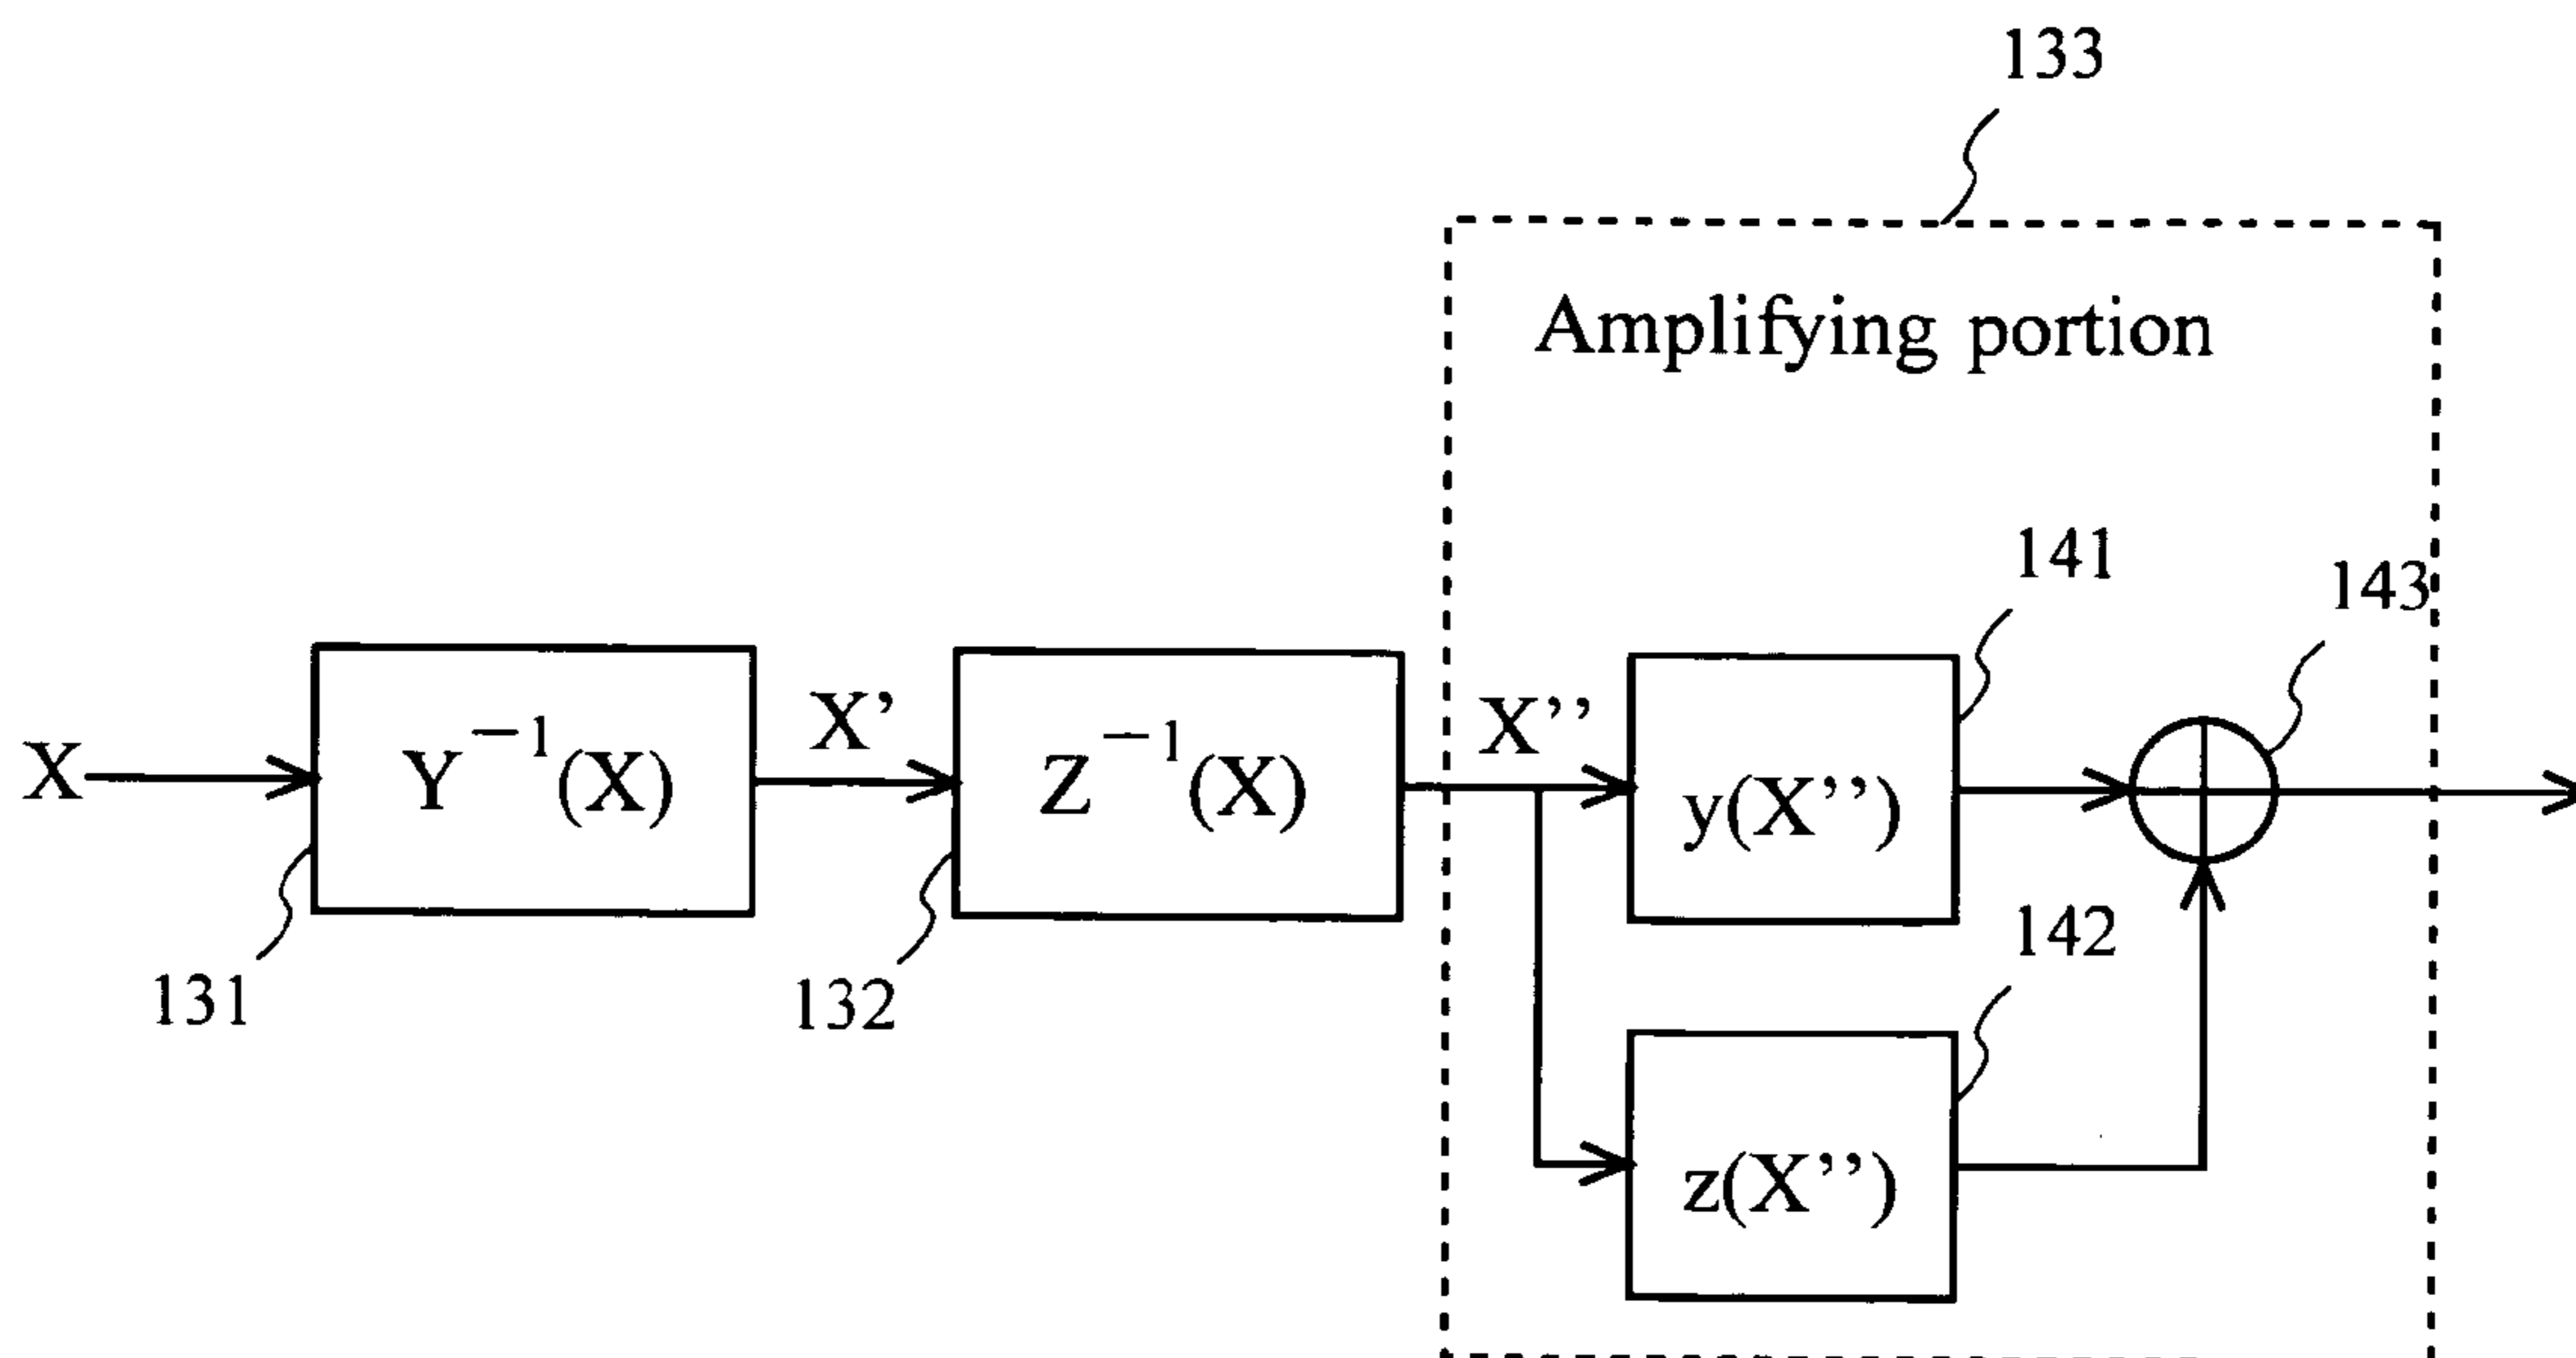 133
Amplifying portion
141
143
X
Y⁻¹(X)
X’
Z⁻¹(X)
X’’
y(X’’)
131
132
142
z(X’’)